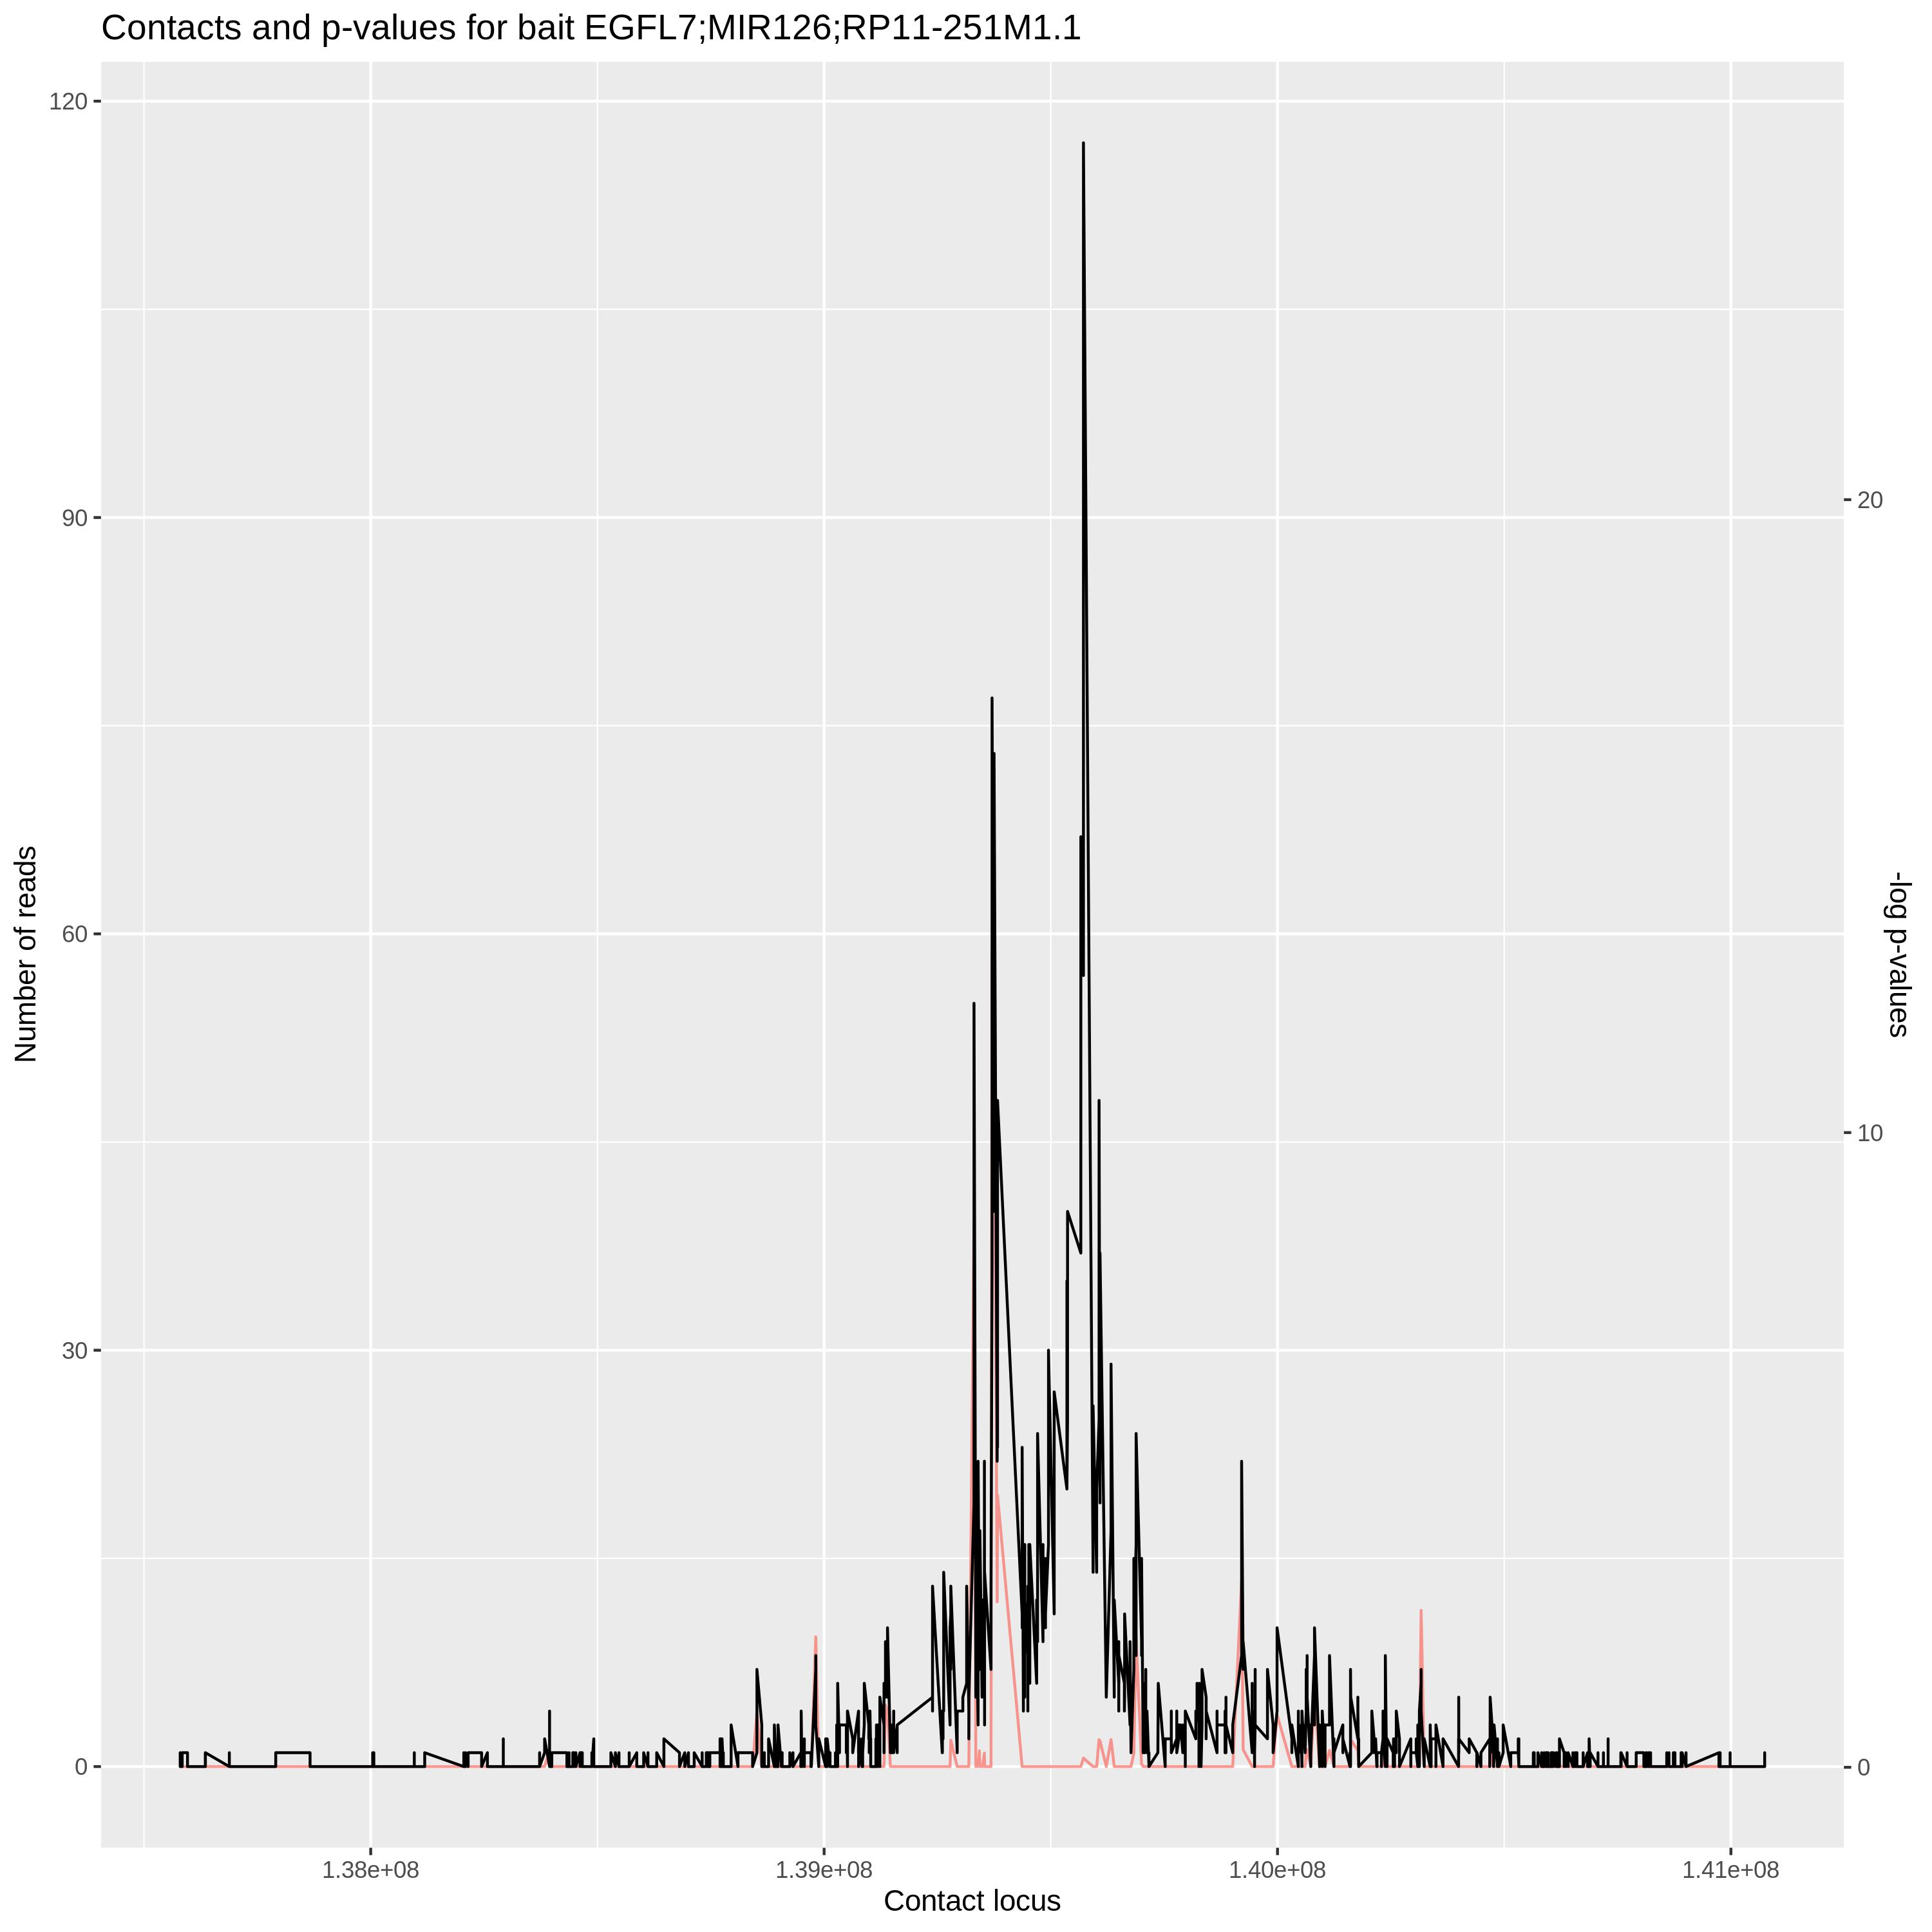 Contacts and p-values for bait EGFL7;MIR126;RP11-251M1.1
120
90
60
30
0
Number of reads
20
10
0
-log p-values
1.38e+08
1.39e+08
1.40e+08
1.41e+08
Contact locus